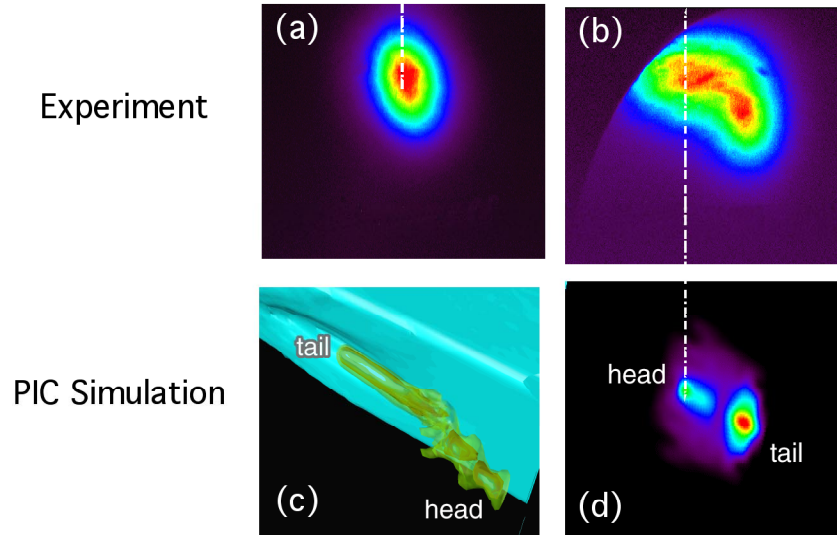 (a)
(b)
Experiment
tail
head
PIC Simulation
head
tail
(c)
(d)